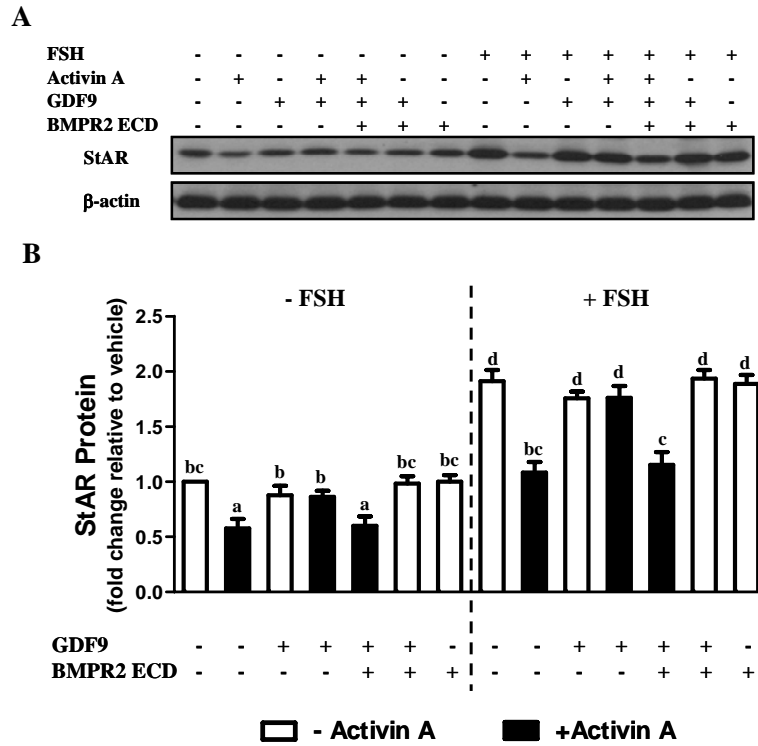 A
FSH - - - - - - - + + + + + + +
Activin A - + - + + - - - + - + + - -
GDF9 - - + + + + - - - + + + + -
BMPR2 ECD - - - - + + + - - - - + + +
StAR
β-actin
B
- FSH + FSH
StAR Protein
(fold change relative to vehicle)
2.5
2.0
1.5
1.0
0.5
0.0
bc a b b a bc bc d bc d d c d d
GDF9 - - + + + + - - - + + + + -
BMPR2 ECD - - - - + + + - - - - + + +
- Activin A +Activin A